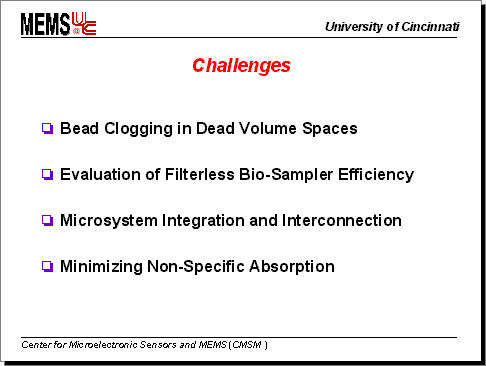 MEMS@UC
University of Cincinnati
Challenges
Bead Clogging in Dead Volume Spaces
Evaluation of Filterless Bio-Sampler Efficiency
Microsystem Integration and Interconnection
Minimizing Non-Specific Absorption
Center for Microelectronic Sensors and MEMS (CMSM )